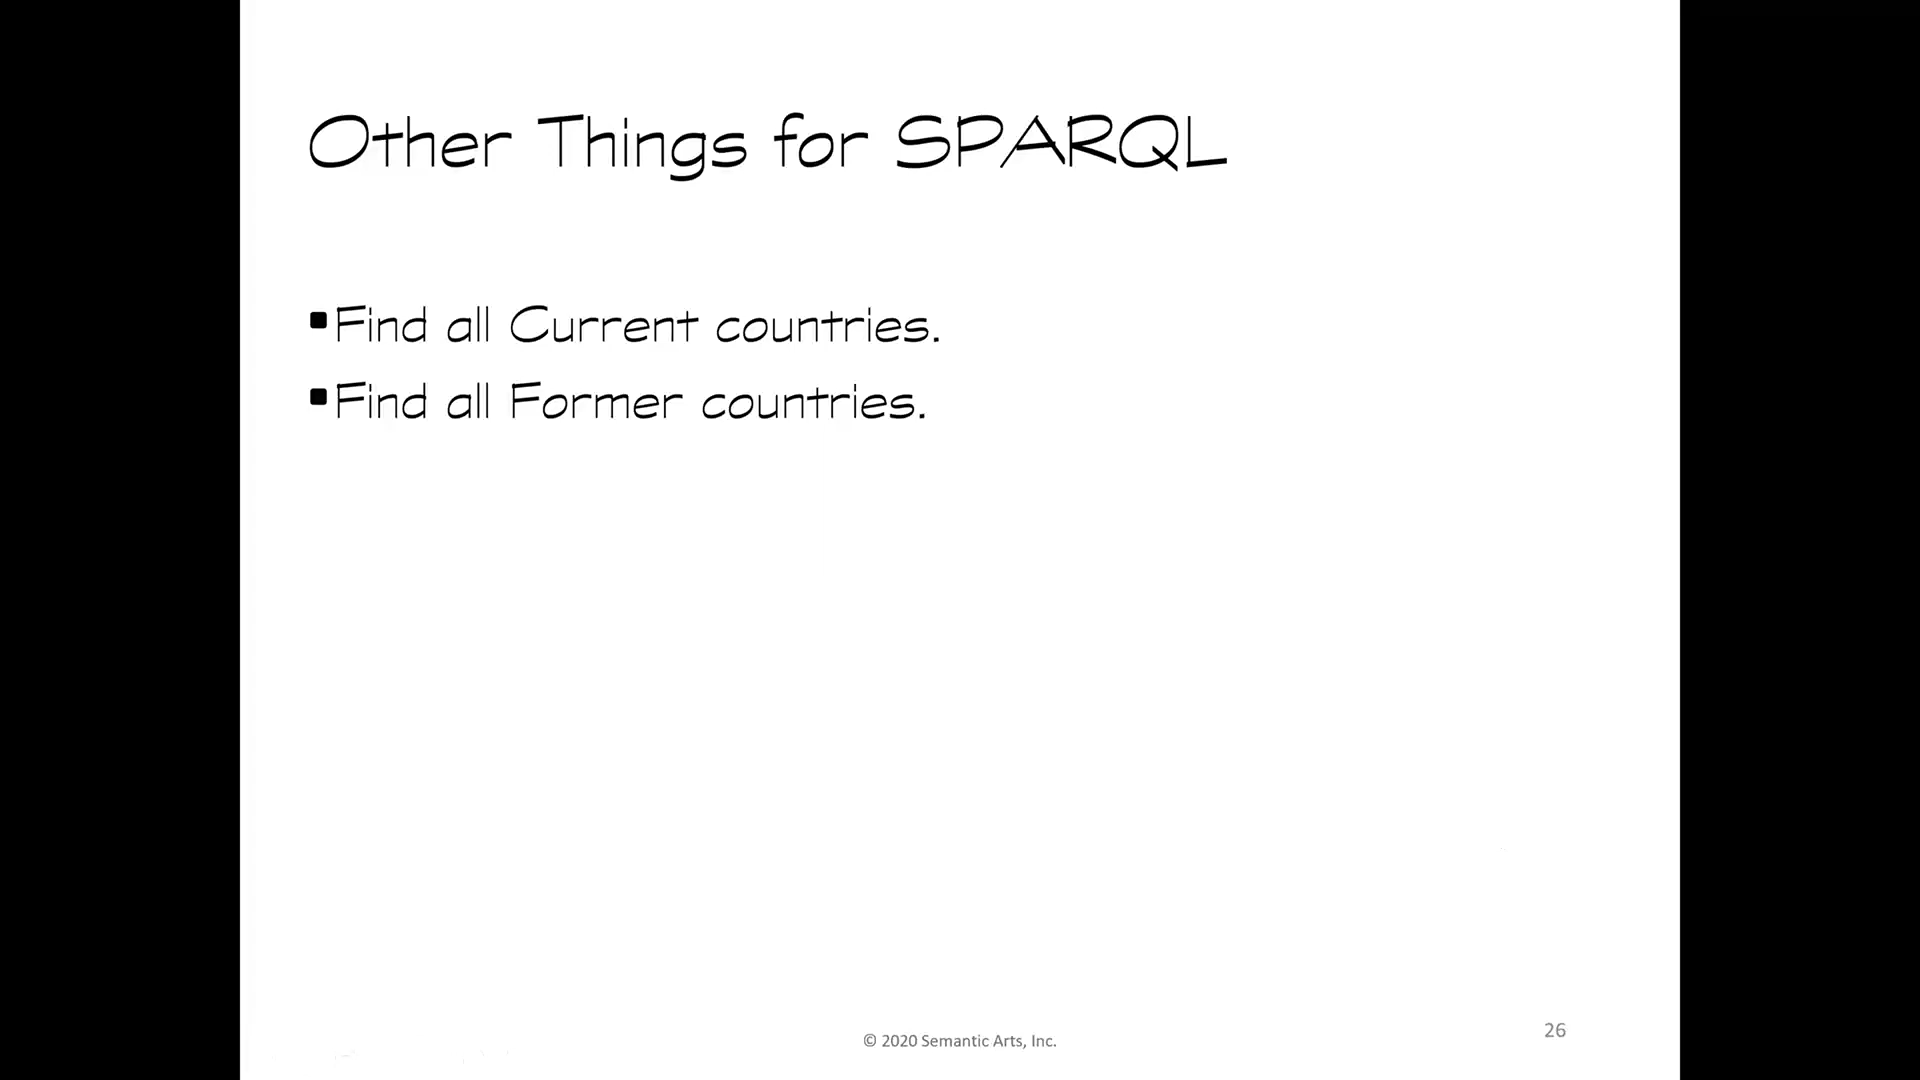 Other Things for SPARQL
▪Find all Current countries.
▪Find all Former countries.
© 2020 Semantic Arts, Inc.
26